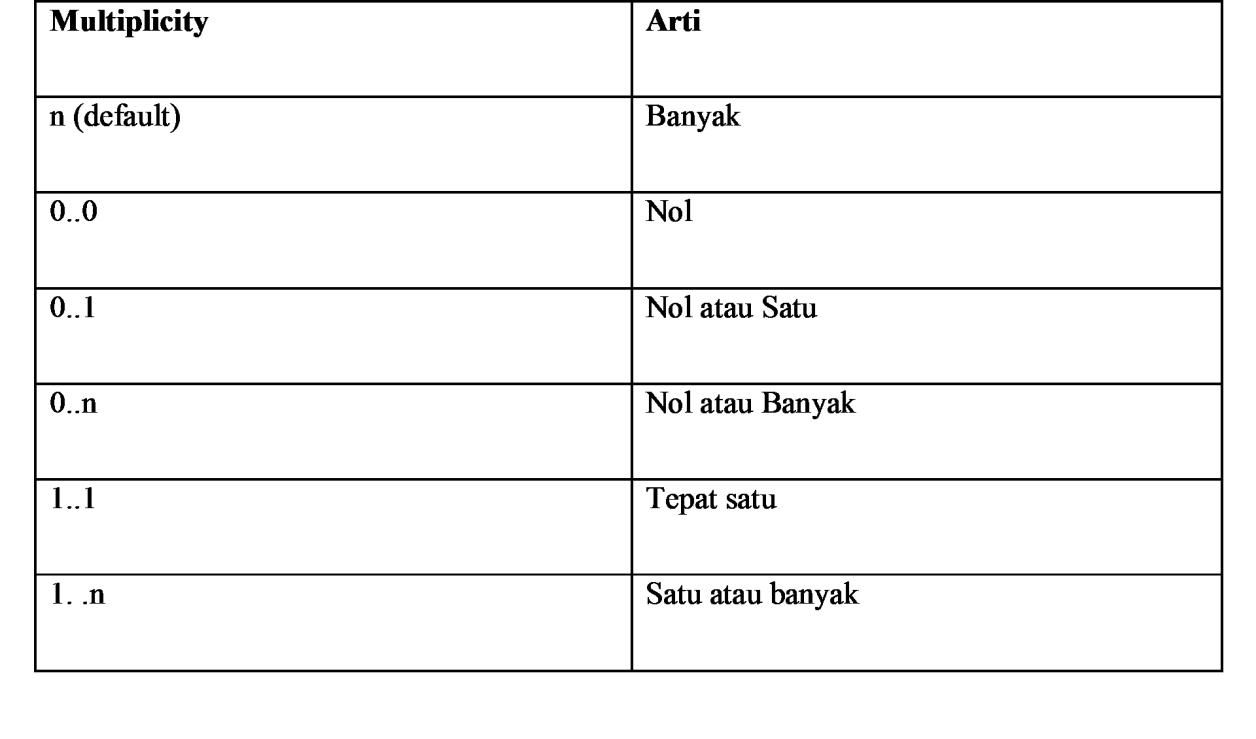 Multiplicity Arti
n (default) Banyak
0..0 Nol
0..1 Nol atau Satu
0..n Nol atau Banyak
1..1 Tepat satu
1. .n Satu atau banyak